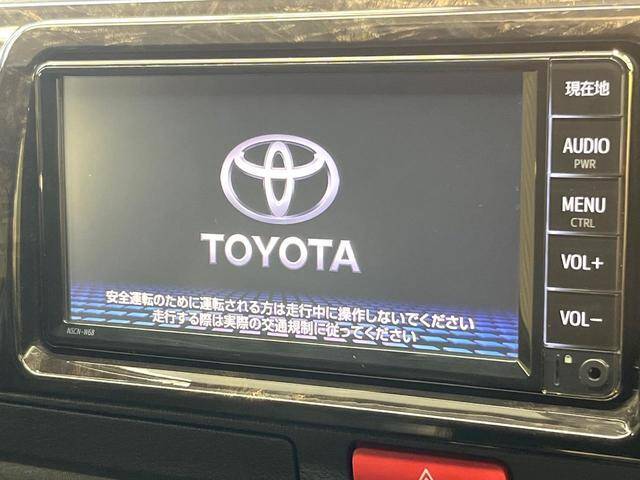 現在地
AUDIO
PWR
MENU
CTRL
VOL+
VOL-
TOYOTA
安全運転のために運転される方は走行中に操作しないでください
走行する際は実際の交通規制に従ってください
NSCN-W68